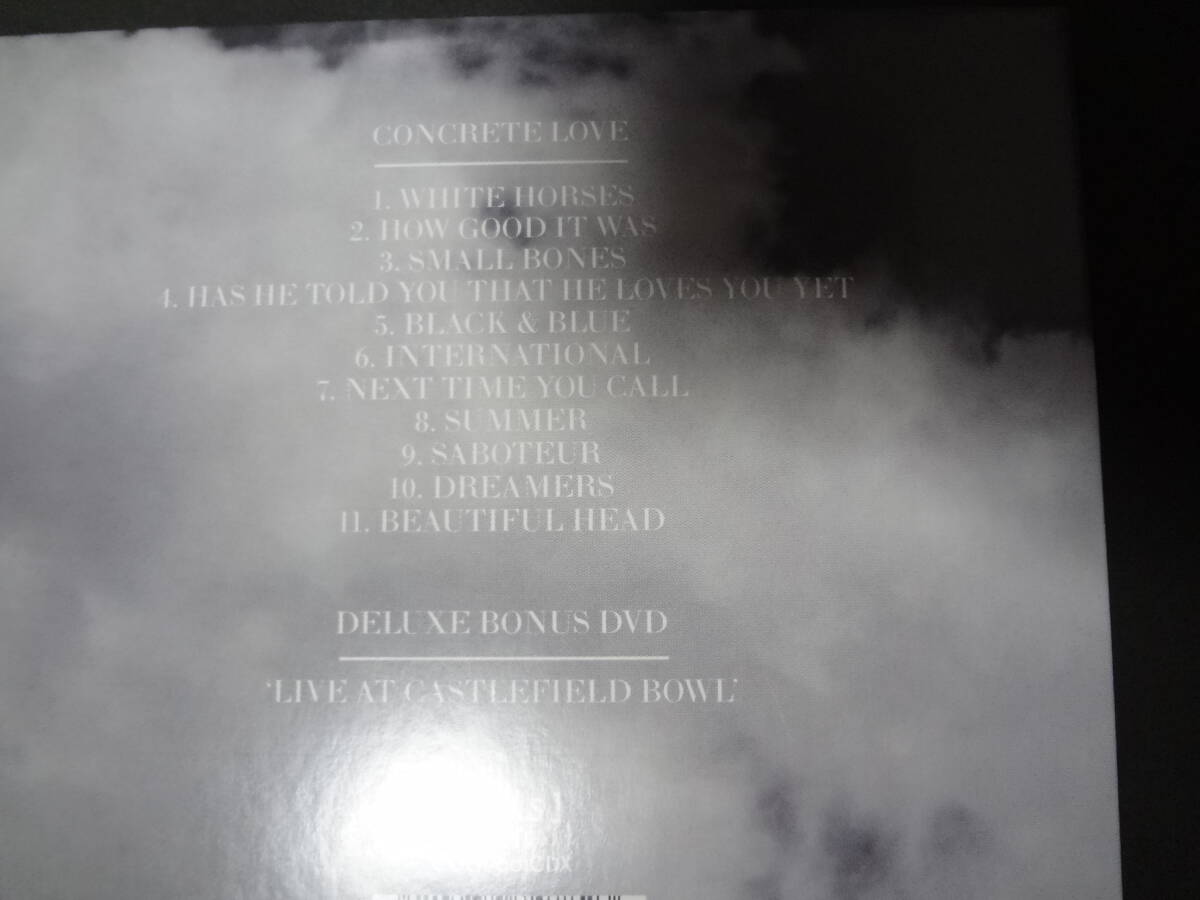 CONCRETE LOVE
1. WHITE HORSES
2. HOW GOOD IT WAS
3. SMALL BONES
4. HAS HE TOLD YOU THAT HE LOVES YOU YET
5. BLACK & BLUE
6. INTERNATIONAL
7. NEXT TIME YOU CALL
8. SUMMER
9. SABOTEUR
10. DREAMERS
11. BEAUTIFUL HEAD
DELUXE BONUS DVD
'LIVE AT CASTLEFIELD BOWL'